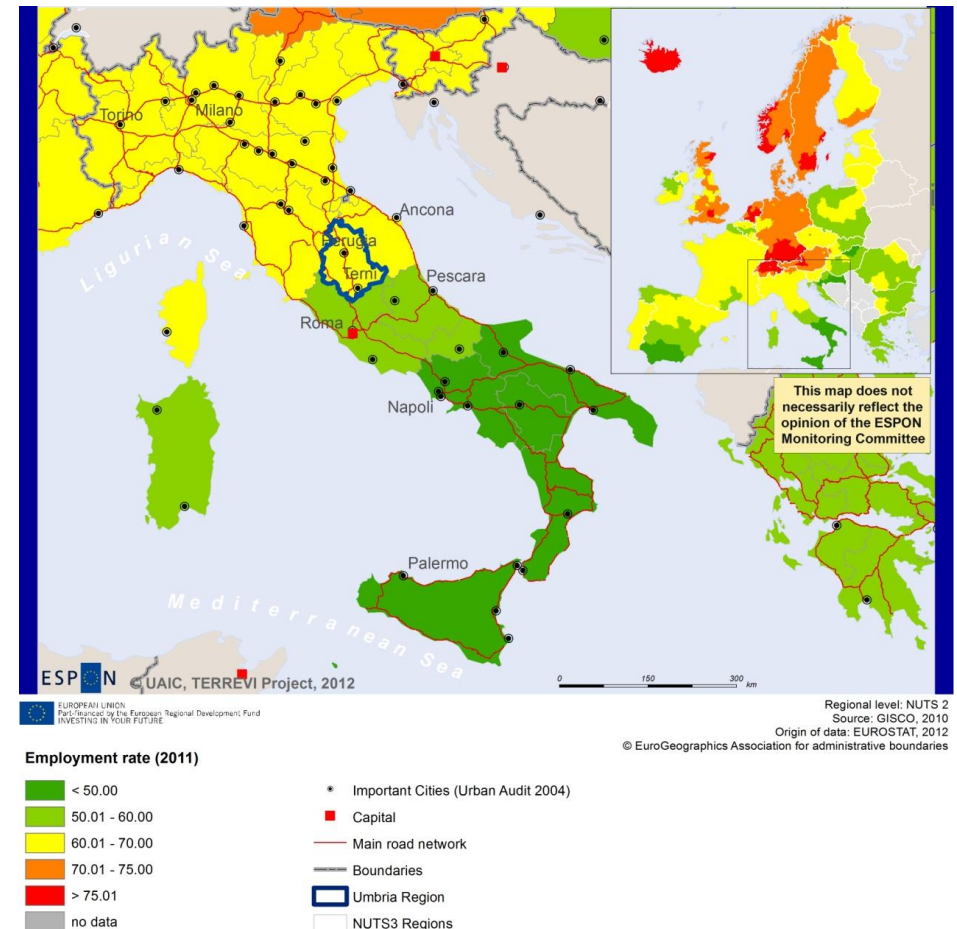 Torino
Milano
Ancona
Perugia
Terni
Pescara
Roma
Napoli
Palermo
Ligurian Sea
Mediterranean Sea
This map does not
necessarily reflect the
opinion of the ESPON
Monitoring Committee
ESPON
© UAIC, TERREVI Project, 2012
0 150 300 km
EUROPEAN UNION
Part-financed by the European Regional Development Fund
INVESTING IN YOUR FUTURE
Regional level: NUTS 2
Source: GISCO, 2010
Origin of data: EUROSTAT, 2012
© EuroGeographics Association for administrative boundaries
Employment rate (2011)
< 50.00
50.01 - 60.00
60.01 - 70.00
70.01 - 75.00
> 75.01
no data
Important Cities (Urban Audit 2004)
Capital
Main road network
Boundaries
Umbria Region
NUTS3 Regions